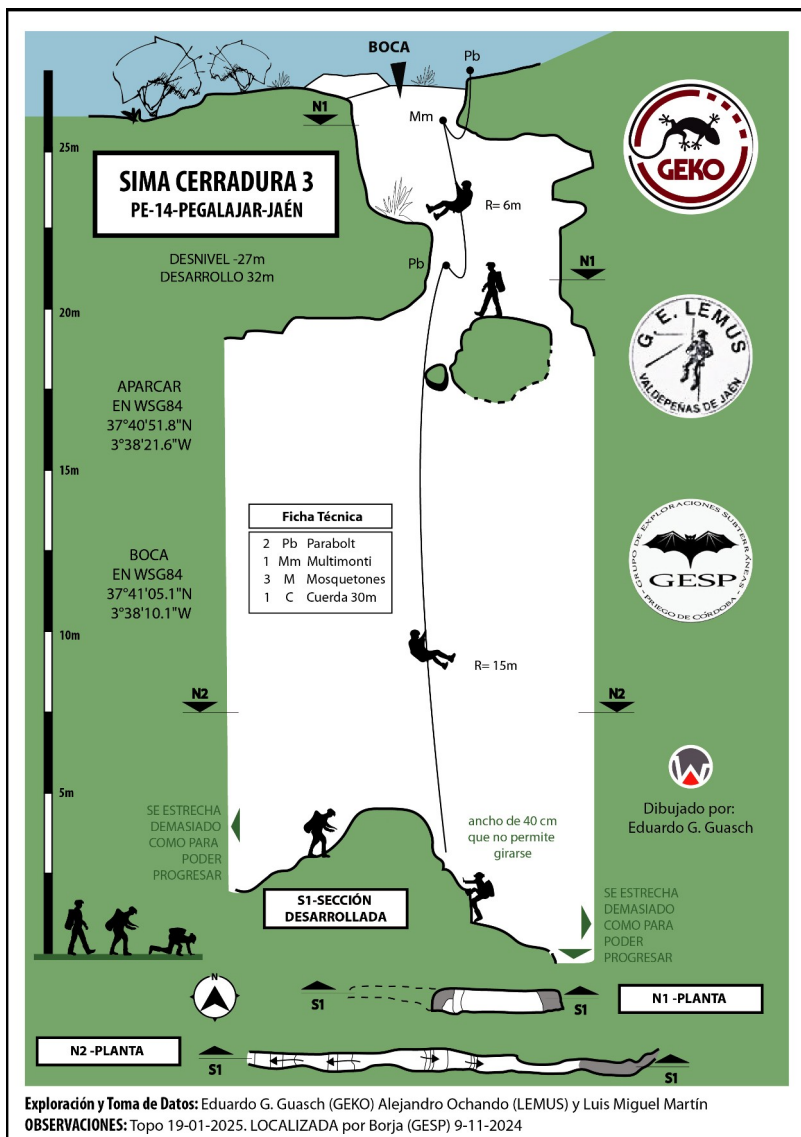 BOCA
Pb
N1
Mm
25m
GEKO
SIMA CERRADURA 3
PE-14-PEGALAJAR-JAÉN
R= 6m
DESNIVEL -27m
DESARROLLO 32m
Pb
N1
20m
G. E. LEMUS
VALDEPEÑAS DE JAÉN
APARCAR
EN WSG84
37°40'51.8"N
3°38'21.6"W
15m
Ficha Técnica
2 Pb Parabolt
1 Mm Multimonti
3 M Mosquetones
1 C Cuerda 30m
GRUPO DE EXPLORACIONES SUBTERRÁNEAS
GESP
- PRIEGO DE CÓRDOBA -
BOCA
EN WSG84
37°41'05.1"N
3°38'10.1"W
10m
R= 15m
N2
N2
5m
Dibujado por:
Eduardo G. Guasch
SE ESTRECHA
DEMASIADO
COMO PARA
PODER
PROGRESAR
ancho de 40 cm
que no permite
girarse
S1-SECCIÓN
DESARROLLADA
SE ESTRECHA
DEMASIADO
COMO PARA
PODER
PROGRESAR
N
S1
S1
N1 -PLANTA
N2 -PLANTA
S1
S1
Exploración y Toma de Datos: Eduardo G. Guasch (GEKO) Alejandro Ochando (LEMUS) y Luis Miguel Martín
OBSERVACIONES: Topo 19-01-2025. LOCALIZADA por Borja (GESP) 9-11-2024